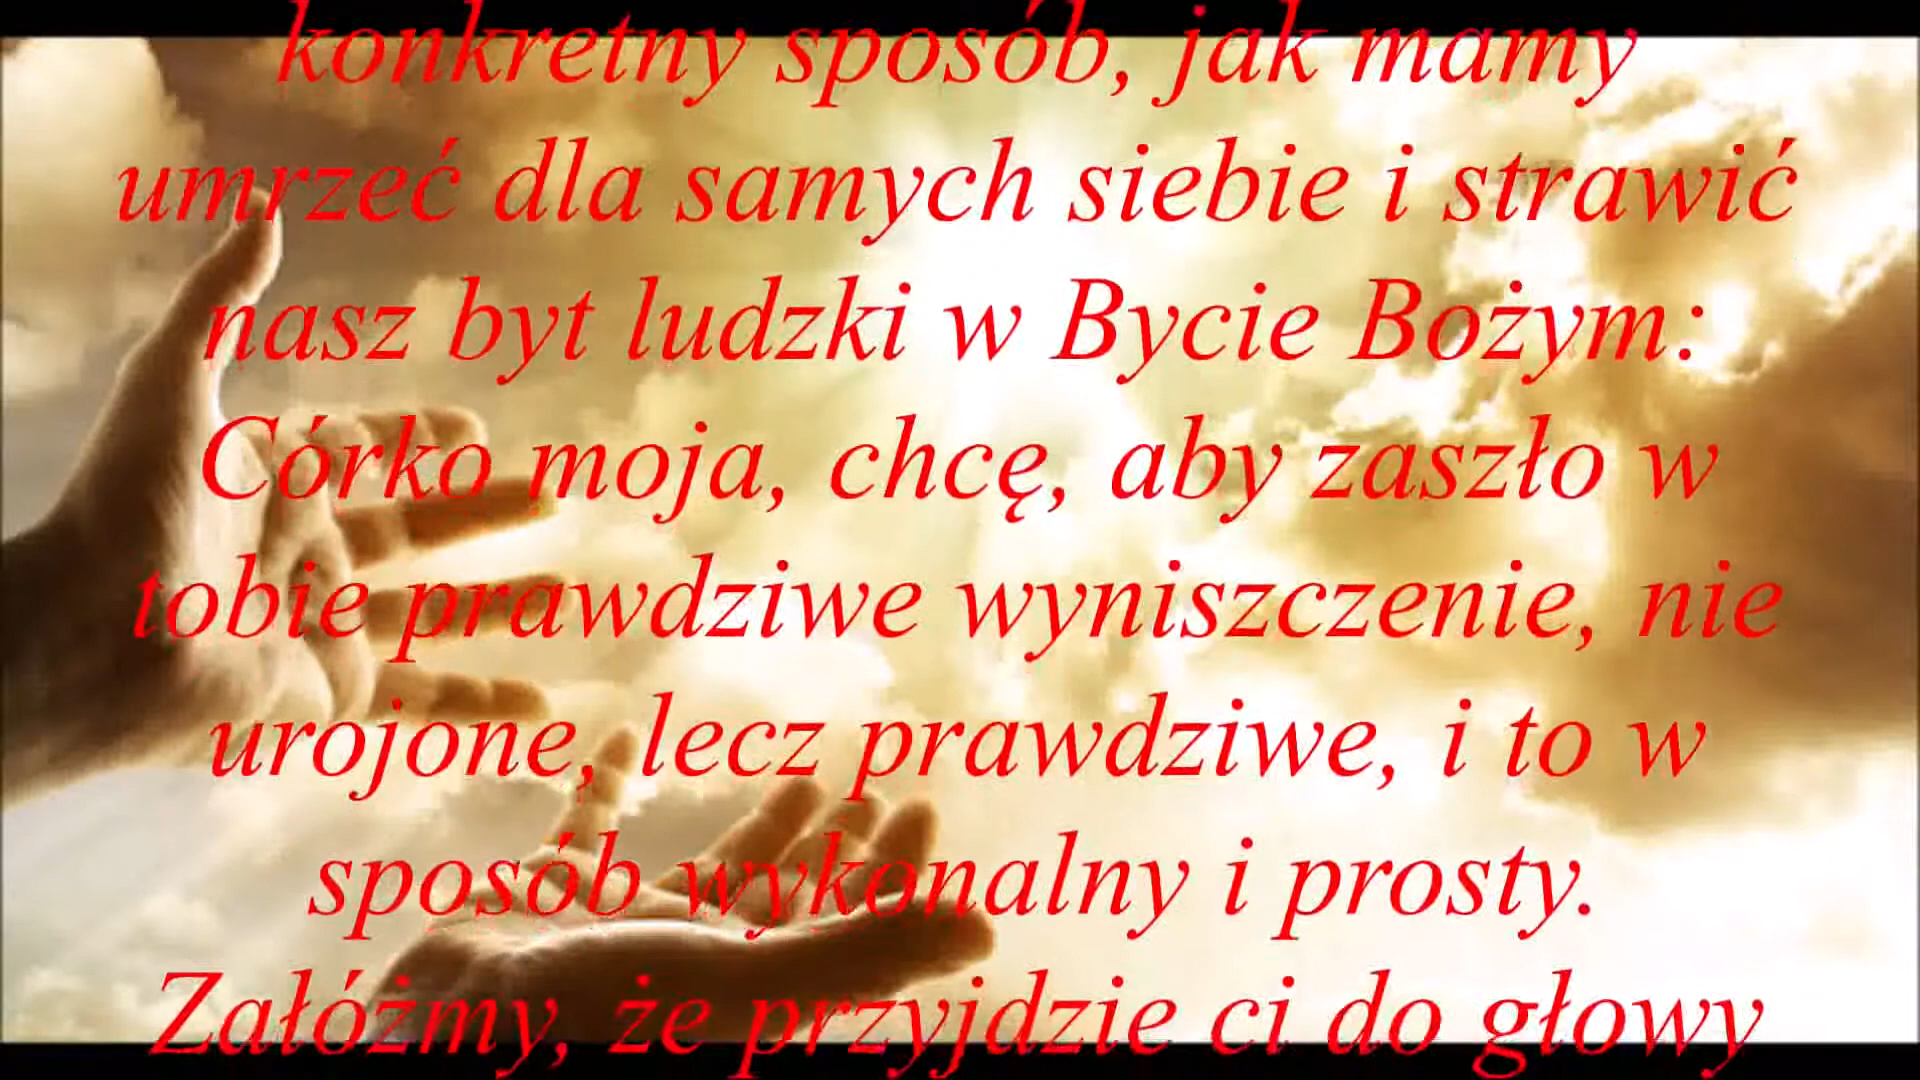 konkretny sposób, jak mamy
umrzeć dla samych siebie i strawić
nasz byt ludzki w Bycie Bożym:
Córko moja, chcę, aby zaszło w
tobie prawdziwe wyniszczenie, nie
urojone, lecz prawdziwe, i to w
sposób wykonalny i prosty.
Załóżmy, że przyjdzie ci do głowy